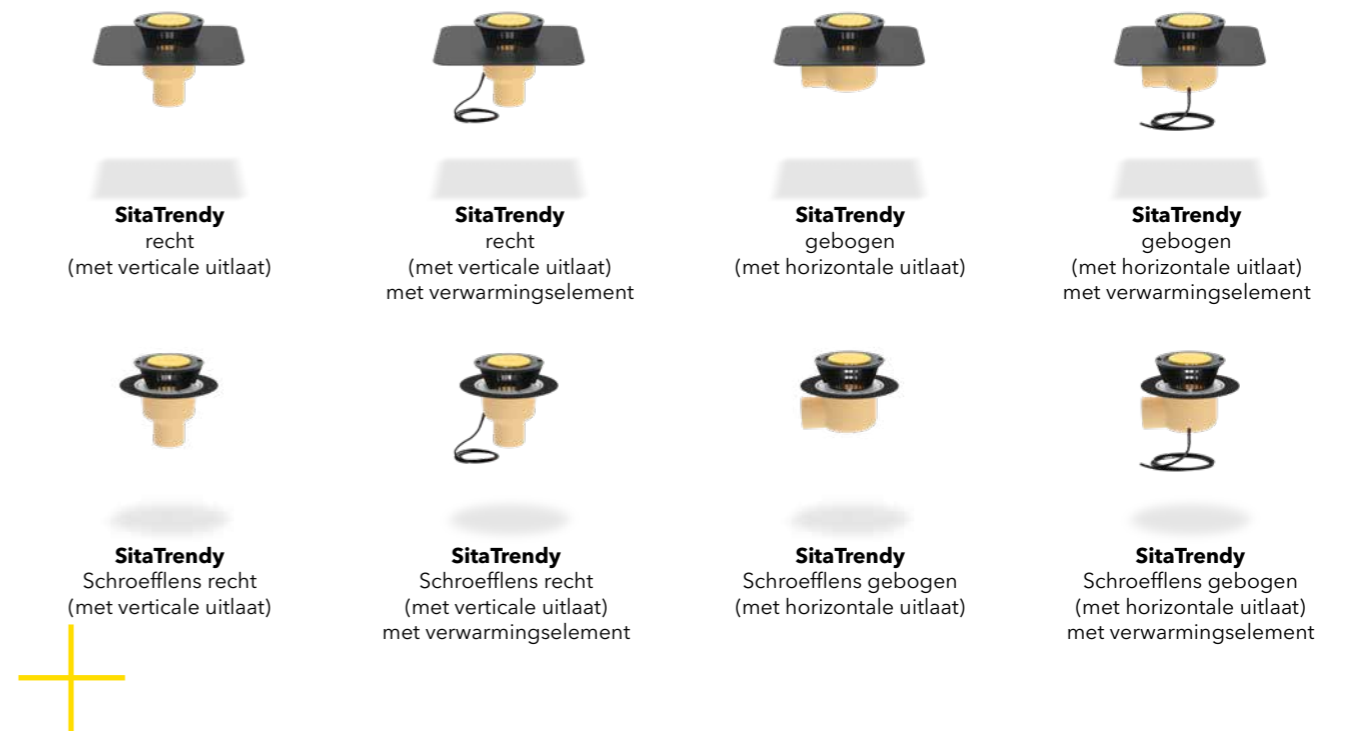 SitaTrendy
recht
(met verticale uitlaat)
SitaTrendy
recht
(met verticale uitlaat)
met verwarmingselement
SitaTrendy
gebogen
(met horizontale uitlaat)
SitaTrendy
gebogen
(met horizontale uitlaat)
met verwarmingselement
SitaTrendy
Schroefflens recht
(met verticale uitlaat)
SitaTrendy
Schroefflens recht
(met verticale uitlaat)
met verwarmingselement
SitaTrendy
Schroefflens gebogen
(met horizontale uitlaat)
SitaTrendy
Schroefflens gebogen
(met horizontale uitlaat)
met verwarmingselement